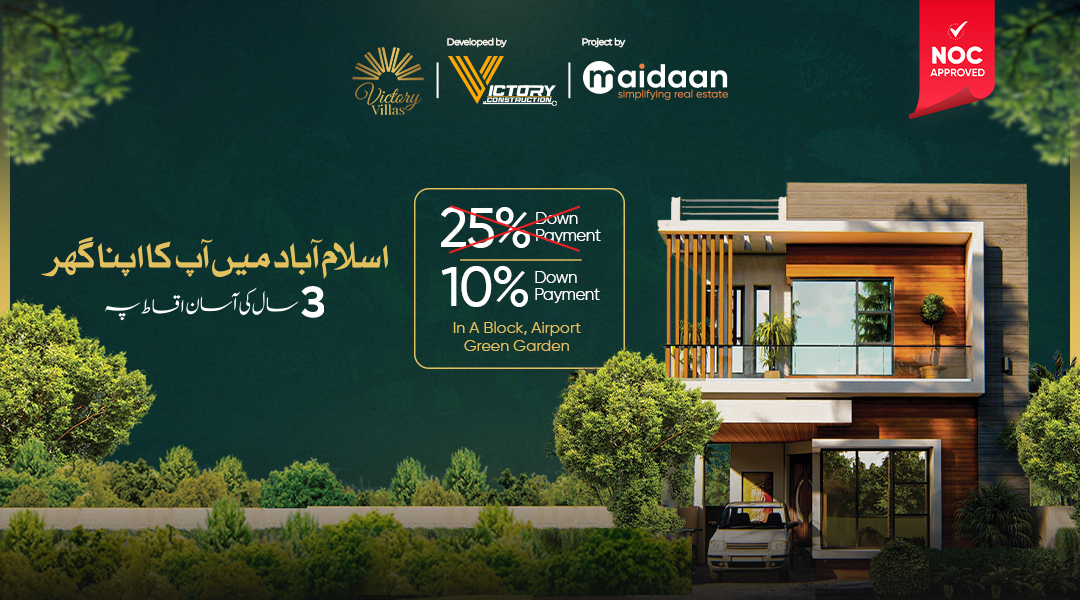 Victory
Villas
Developed by
VICTORY
CONSTRUCTION
Project by
maidaan
simplifying real estate
NOC
APPROVED
25% Down
Payment
10% Down
Payment
In A Block, Airport
Green Garden
اسلام آباد میں آپ کا اپنا گھر
3 سال کی آسان اقساط پہ